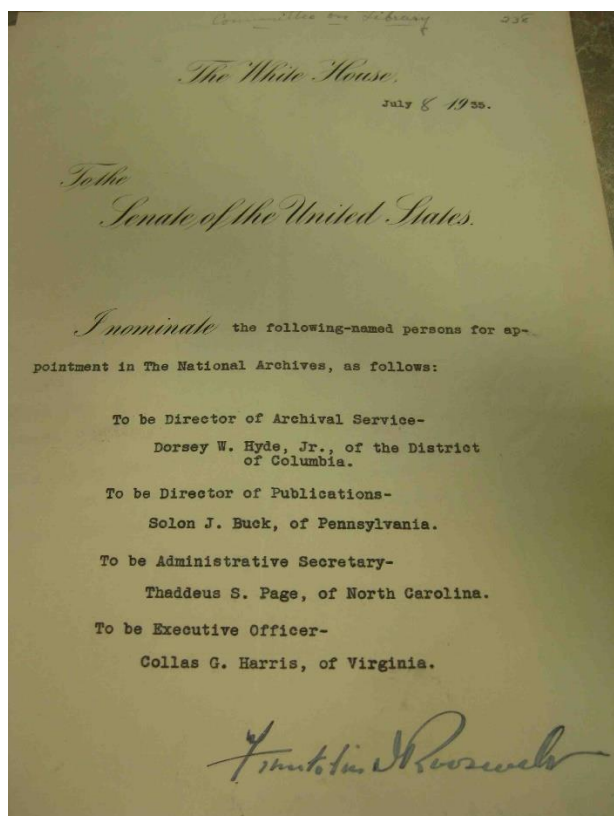 Committee on Library 23E
The White House,
July 8 1935.
To the
Senate of the United States.
I nominate the following-named persons for ap-
pointment in The National Archives, as follows:
To be Director of Archival Service-
Dorsey W. Hyde, Jr., of the District
of Columbia.
To be Director of Publications-
Solon J. Buck, of Pennsylvania.
To be Administrative Secretary-
Thaddeus S. Page, of North Carolina.
To be Executive Officer-
Collas G. Harris, of Virginia.
Franklin D Roosevelt